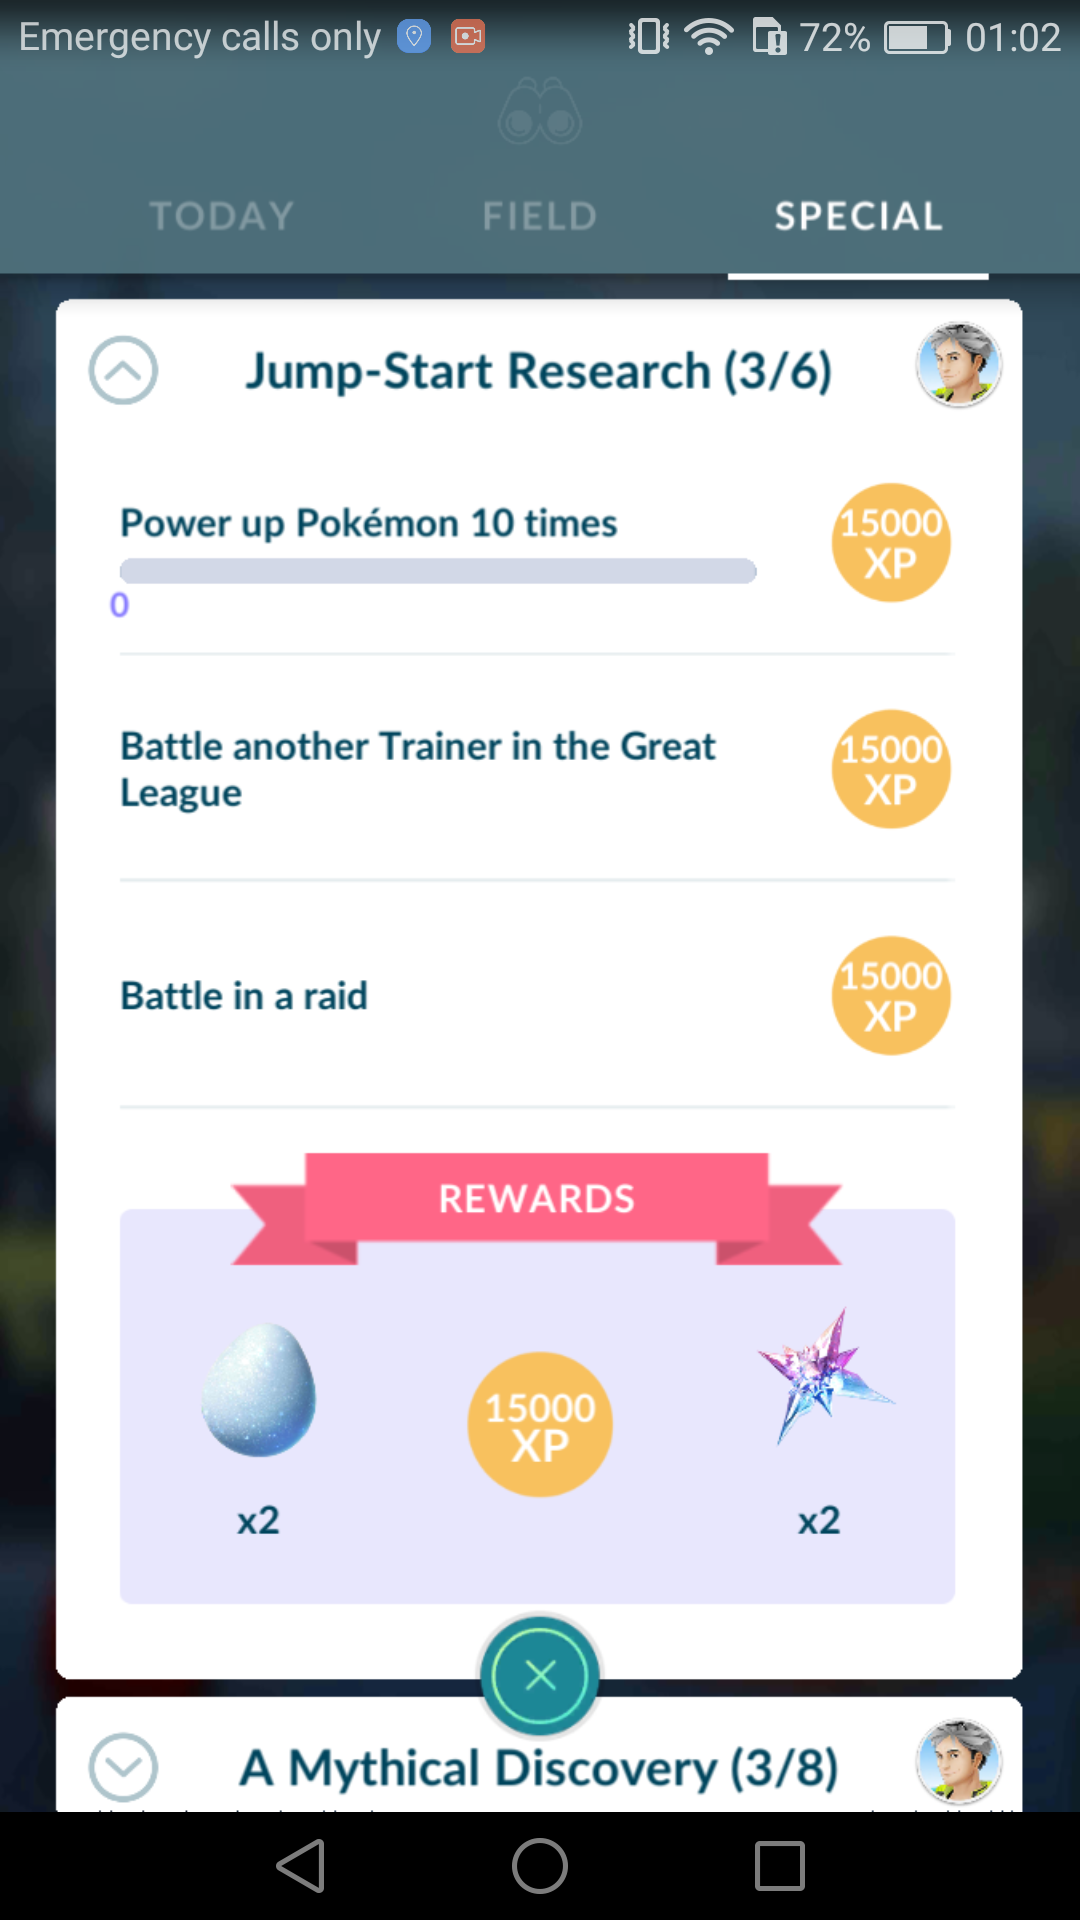 Emergency calls only
72%
01:02
TODAY
FIELD
SPECIAL
Jump-Start Research (3/6)
Power up Pokémon 10 times
15000
XP
0
Battle another Trainer in the Great
League
15000
XP
Battle in a raid
15000
XP
REWARDS
15000
XP
x2
x2
A Mythical Discovery (3/8)